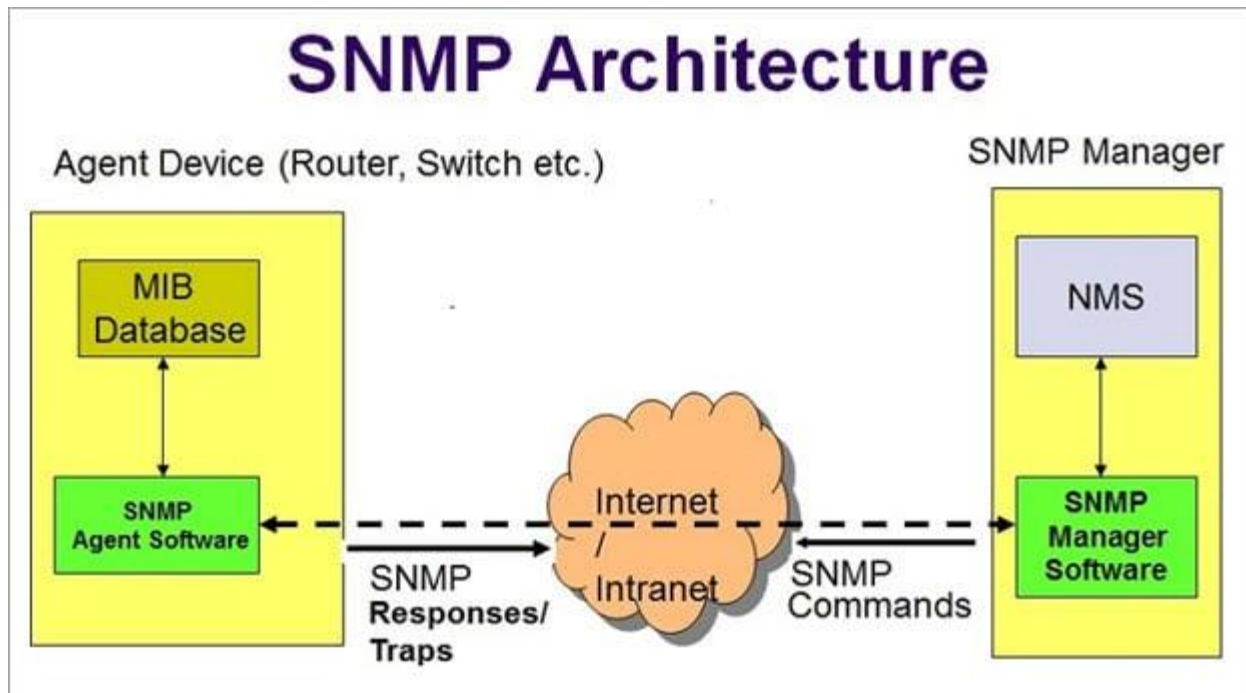 SNMP Architecture
Agent Device (Router, Switch etc.)
SNMP Manager
MIB
Database
NMS
SNMP
Agent Software
Internet
/
Intranet
SNMP
Manager
Software
SNMP
Responses/
Traps
SNMP
Commands